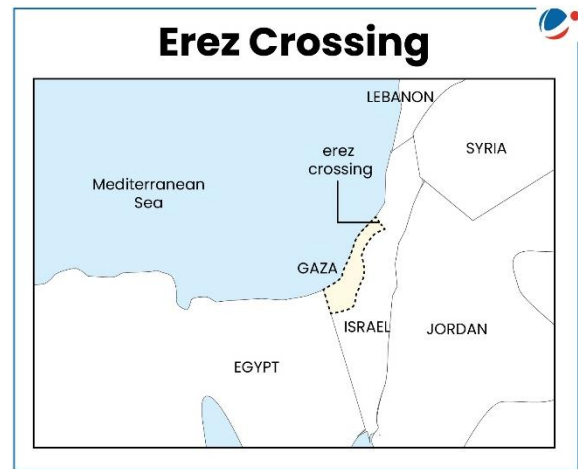 Erez Crossing
LEBANON
SYRIA
erez
crossing
Mediterranean
Sea
GAZA
ISRAEL
JORDAN
EGYPT